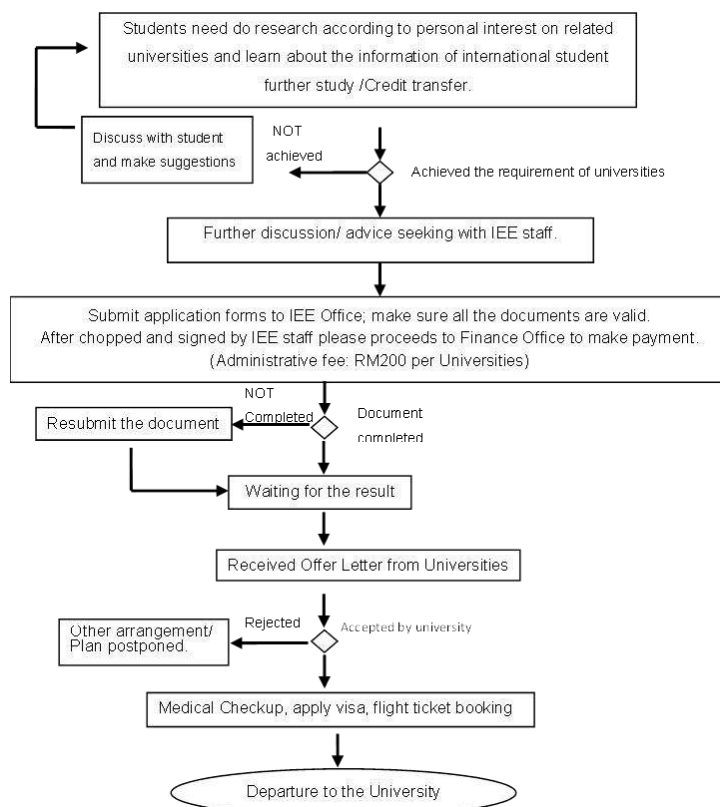 Students need do research according to personal interest on related
universities and learn about the information of international student
further study /Credit transfer.
Discuss with student
and make suggestions
NOT
achieved
Achieved the requirement of universities
Further discussion/ advice seeking with IEE staff.
Submit application forms to IEE Office; make sure all the documents are valid.
After chopped and signed by IEE staff please proceeds to Finance Office to make payment.
(Administrative fee: RM200 per Universities)
NOT
Completed
Document
completed
Resubmit the document
Waiting for the result
Received Offer Letter from Universities
Rejected
Accepted by university
Other arrangement/
Plan postponed.
Medical Checkup, apply visa, flight ticket booking
Departure to the University